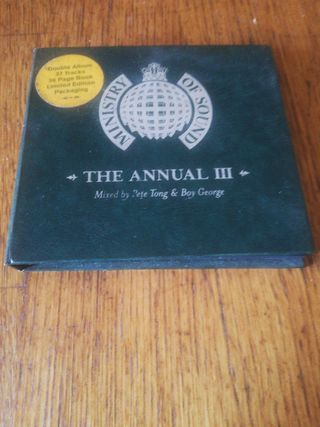 Double Album
37 Tracks
36 Page Book
Limited Edition
Packaging
MINISTRY OF SOUND
THE ANNUAL III
Mixed by Pete Tong & Boy George